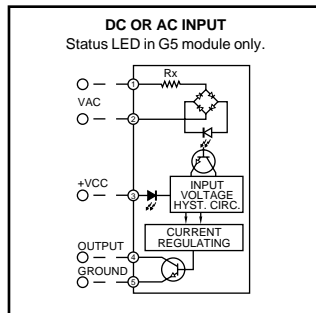 DC OR AC INPUT
Status LED in G5 module only.
1
Rx
VAC
2
+VCC
3
INPUT
VOLTAGE
HYST. CIRC.
CURRENT
REGULATING
OUTPUT
4
GROUND
5